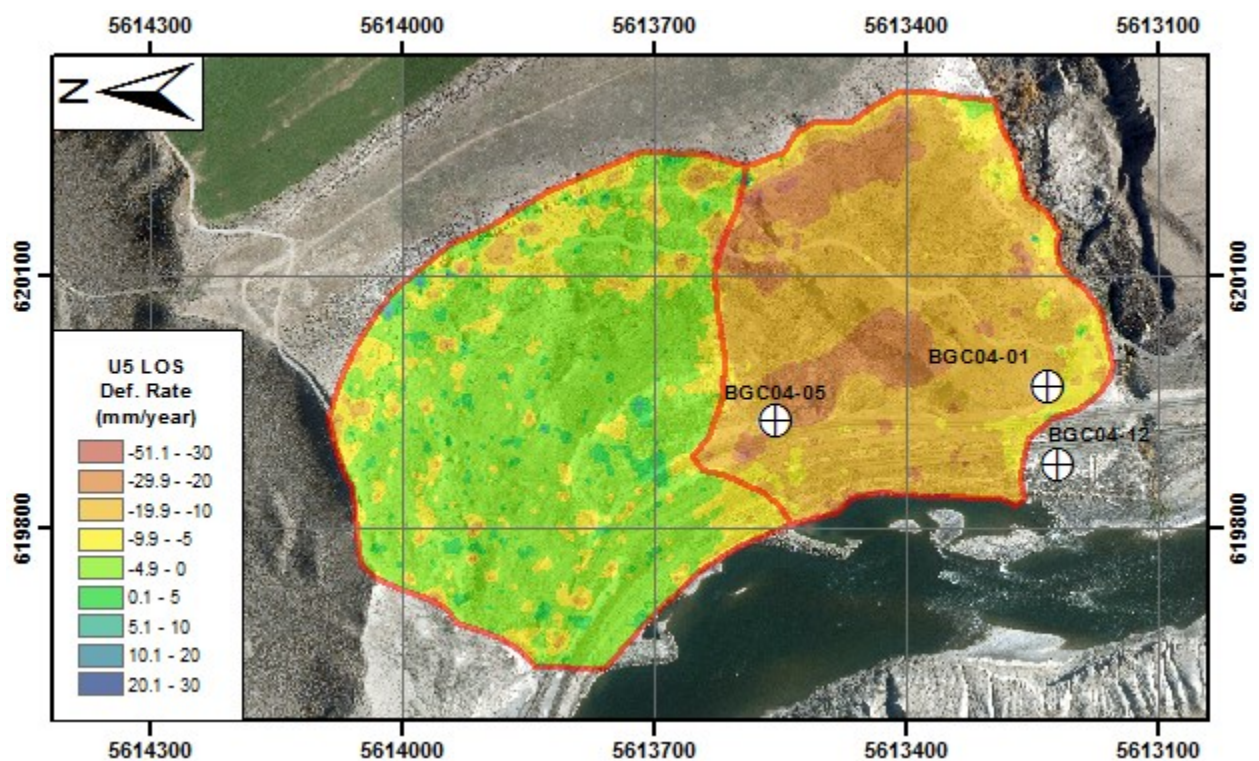 5614300 5614000 5613700 5613400 5613100
N
620100 620100
BGC04-01
U5 LOS
Def. Rate
(mm/year)
BGC04-05
BGC04-12
-51.1 - -30
-29.9 - -20
-19.9 - -10
-9.9 - -5
-4.9 - 0
0.1 - 5
5.1 - 10
10.1 - 20
20.1 - 30
619800 619800
5614300 5614000 5613700 5613400 5613100